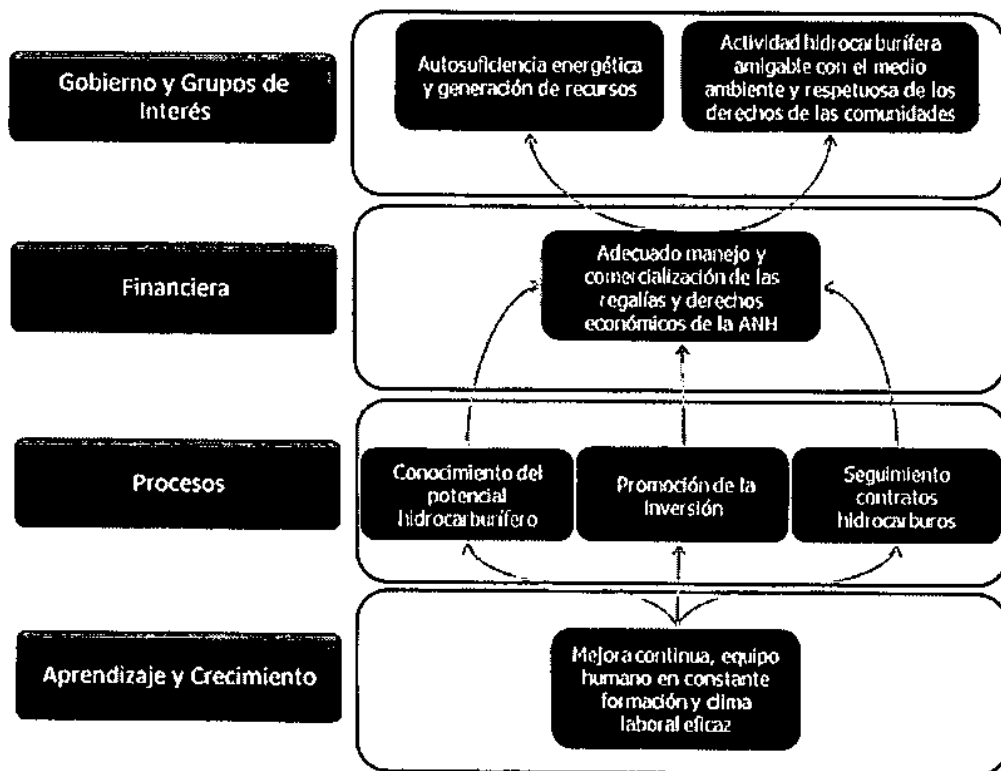 Gobierno y Grupos de
Interés
Autosuficiencia energética
y generación de recursos
Actividad hidrocarburífera
amigable con el medio
ambiente y respetuosa de los
derechos de las comunidades
Financiera
Adecuado manejo y
comercialización de las
regalías y derechos
económicos de la ANH
Procesos
Conocimiento del
potencial
hidrocarburífero
Promoción de la
Inversión
Seguimiento
contratos
hidrocarburos
Aprendizaje y Crecimiento
Mejora continua, equipo
humano en constante
formación y clima
laboral eficaz